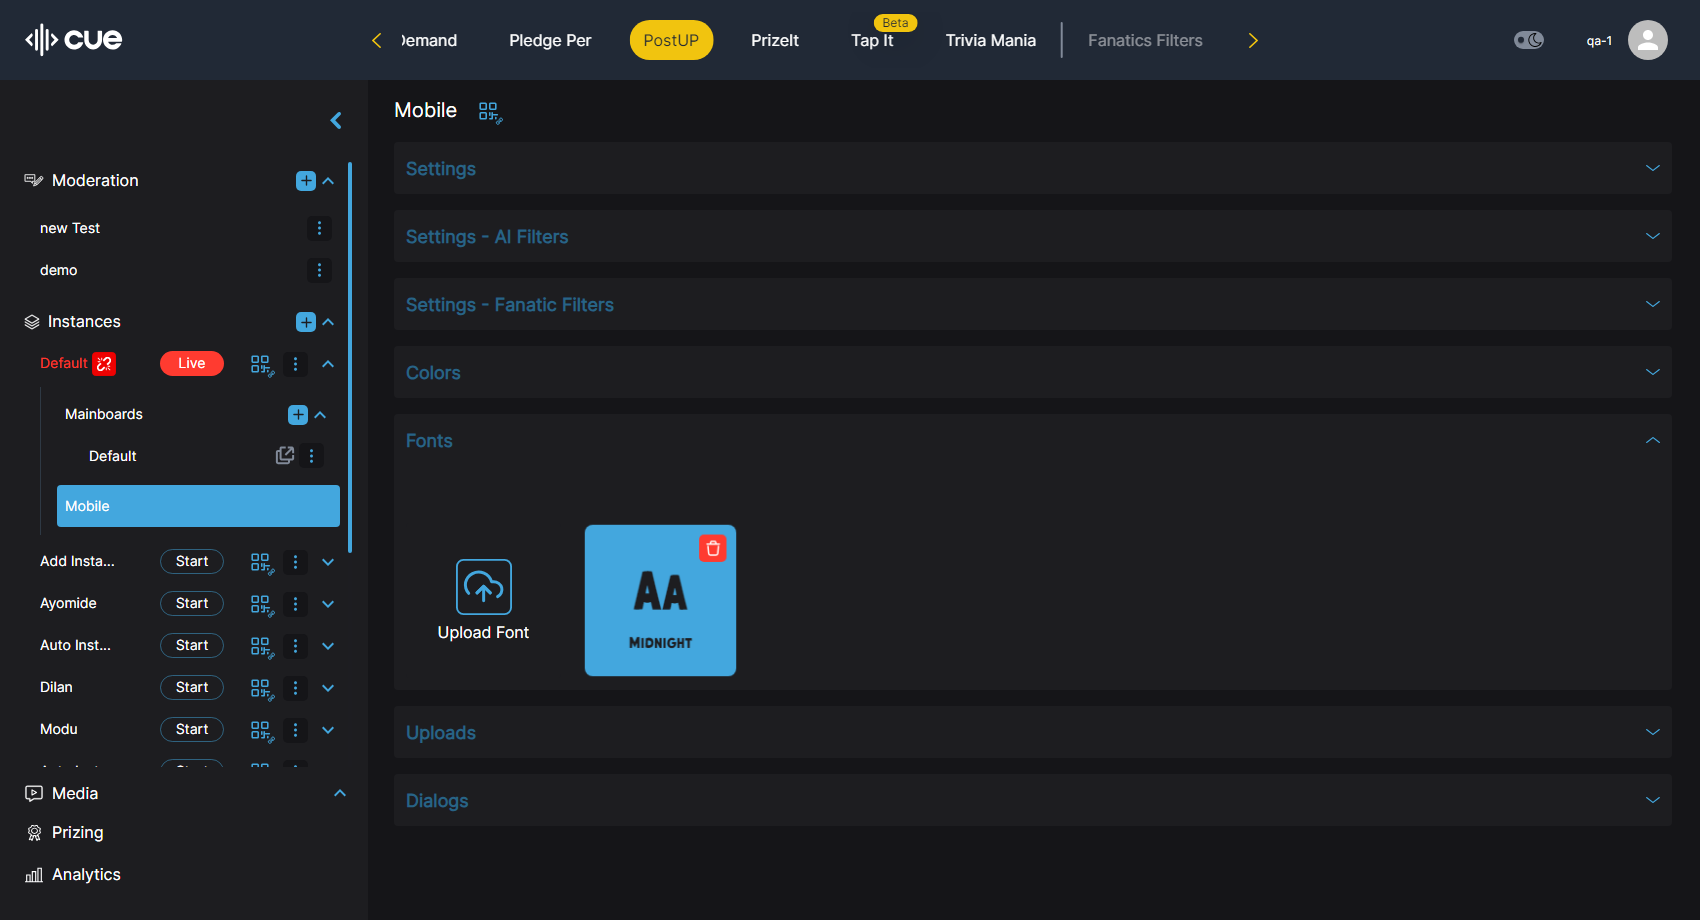 cue
Demand
Pledge Per
PostUP
PrizeIt
Beta
Tap It
Trivia Mania
Fanatics Filters
qa-1
Moderation
new Test
demo
Instances
Default
Live
Mainboards
Default
Mobile
Add Insta...
Start
Ayomide
Start
Auto Inst...
Start
Dilan
Start
Modu
Start
Media
Prizing
Analytics
Mobile
Settings
Settings - AI Filters
Settings - Fanatic Filters
Colors
Fonts
Upload Font
AA
MIDNIGHT
Uploads
Dialogs